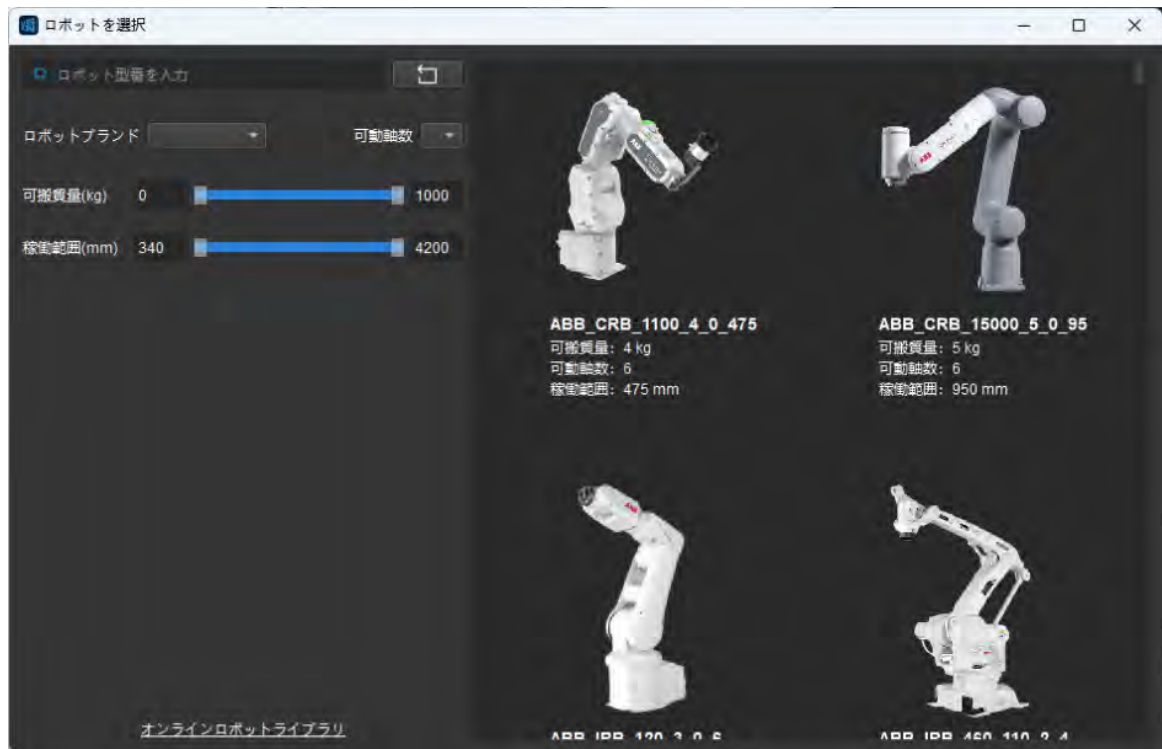 ロボットを選択
ロボット型番を入力
ロボットブランド
可動軸数
可搬質量(kg) 0 1000
稼働範囲(mm) 340 4200
オンラインロボットライブラリ
ABB_CRB_1100_4_0_475
可搬質量: 4 kg
可動軸数: 6
稼働範囲: 475 mm
ABB_CRB_15000_5_0_95
可搬質量: 5 kg
可動軸数: 6
稼働範囲: 950 mm
ABB_IRB_120_3_0_6
ABB_IRB_460_110_2_4